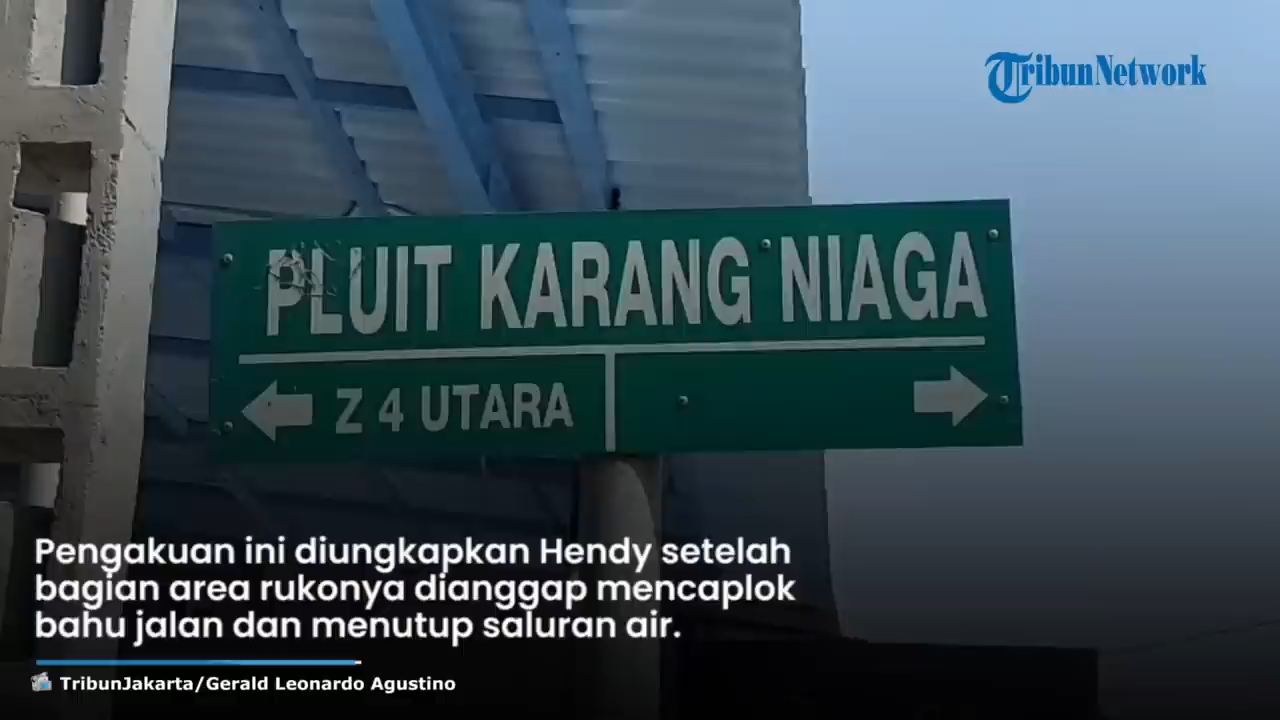 TribunNetwork
PLUIT KARANG NIAGA
Z 4 UTARA
Pengakuan ini diungkapkan Hendy setelah
bagian area rukonya dianggap mencaplok
bahu jalan dan menutup saluran air.
TribunJakarta/Gerald Leonardo Agustino